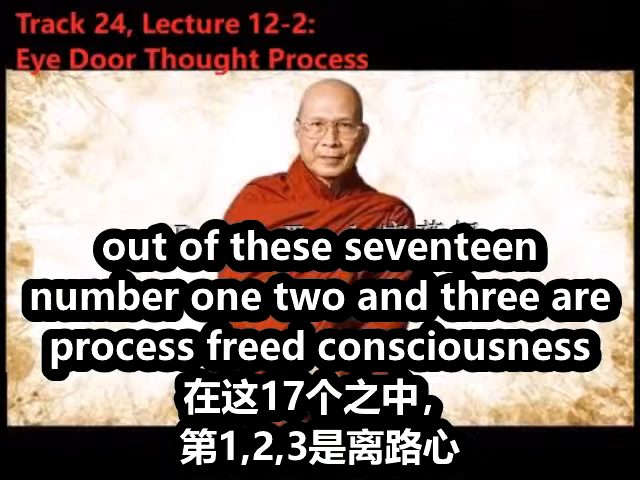 Track 24, Lecture 12-2:
Eye Door Thought Process
out of these seventeen
number one two and three are
process freed consciousness
在这17个之中，
第1,2,3是离路心